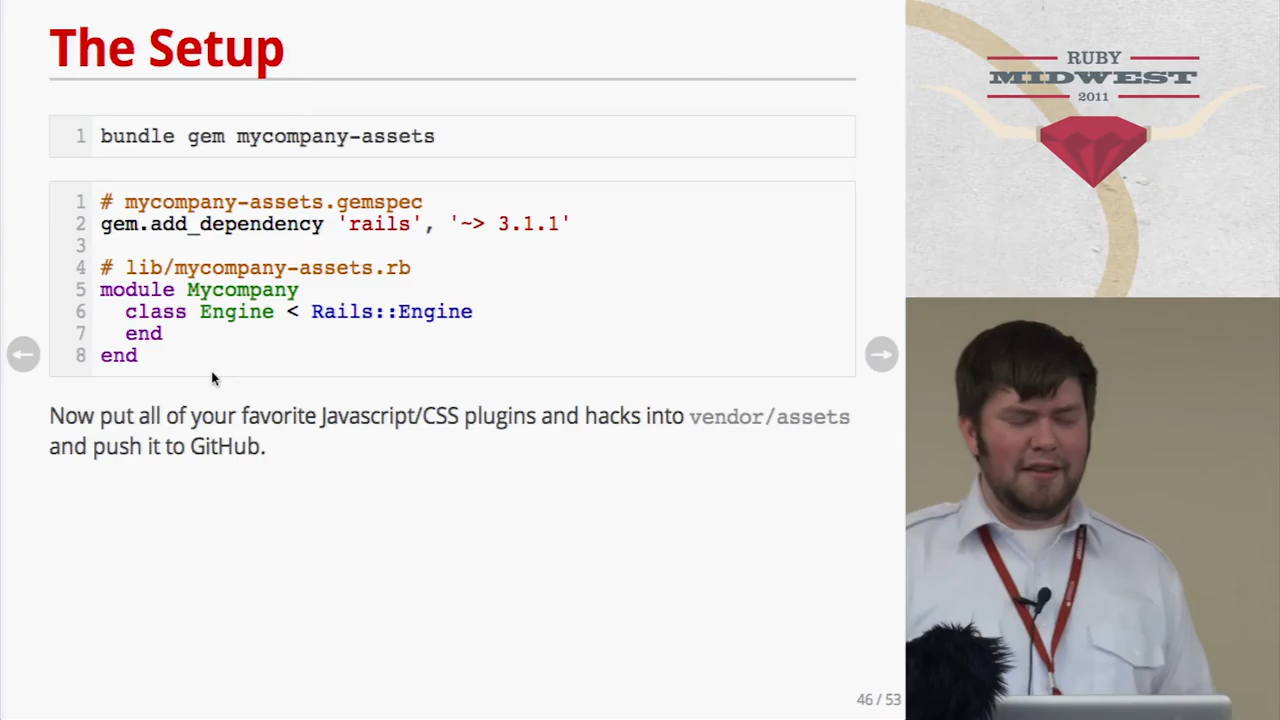 The Setup
1 bundle gem mycompany-assets
1 # mycompany-assets.gemspec
2 gem.add_dependency 'rails', '~> 3.1.1'
3
4 # lib/mycompany-assets.rb
5 module Mycompany
6 class Engine < Rails::Engine
7 end
8 end
Now put all of your favorite Javascript/CSS plugins and hacks into vendor/assets
and push it to GitHub.
46 / 53
RUBY
MIDWEST
2011